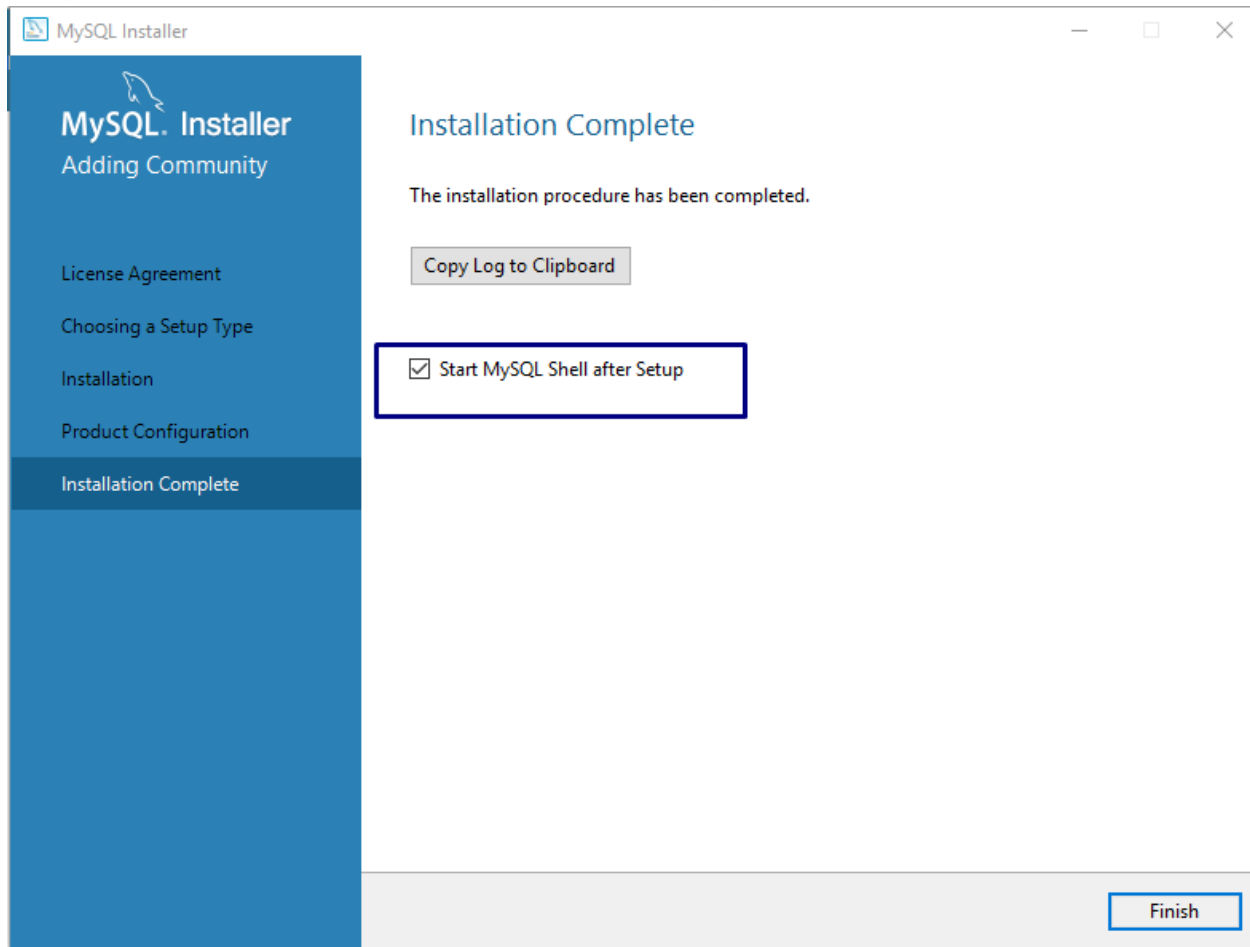 MySQL Installer
MySQL. Installer
Adding Community
License Agreement
Choosing a Setup Type
Installation
Product Configuration
Installation Complete
Installation Complete
The installation procedure has been completed.
Copy Log to Clipboard
Start MySQL Shell after Setup
Finish